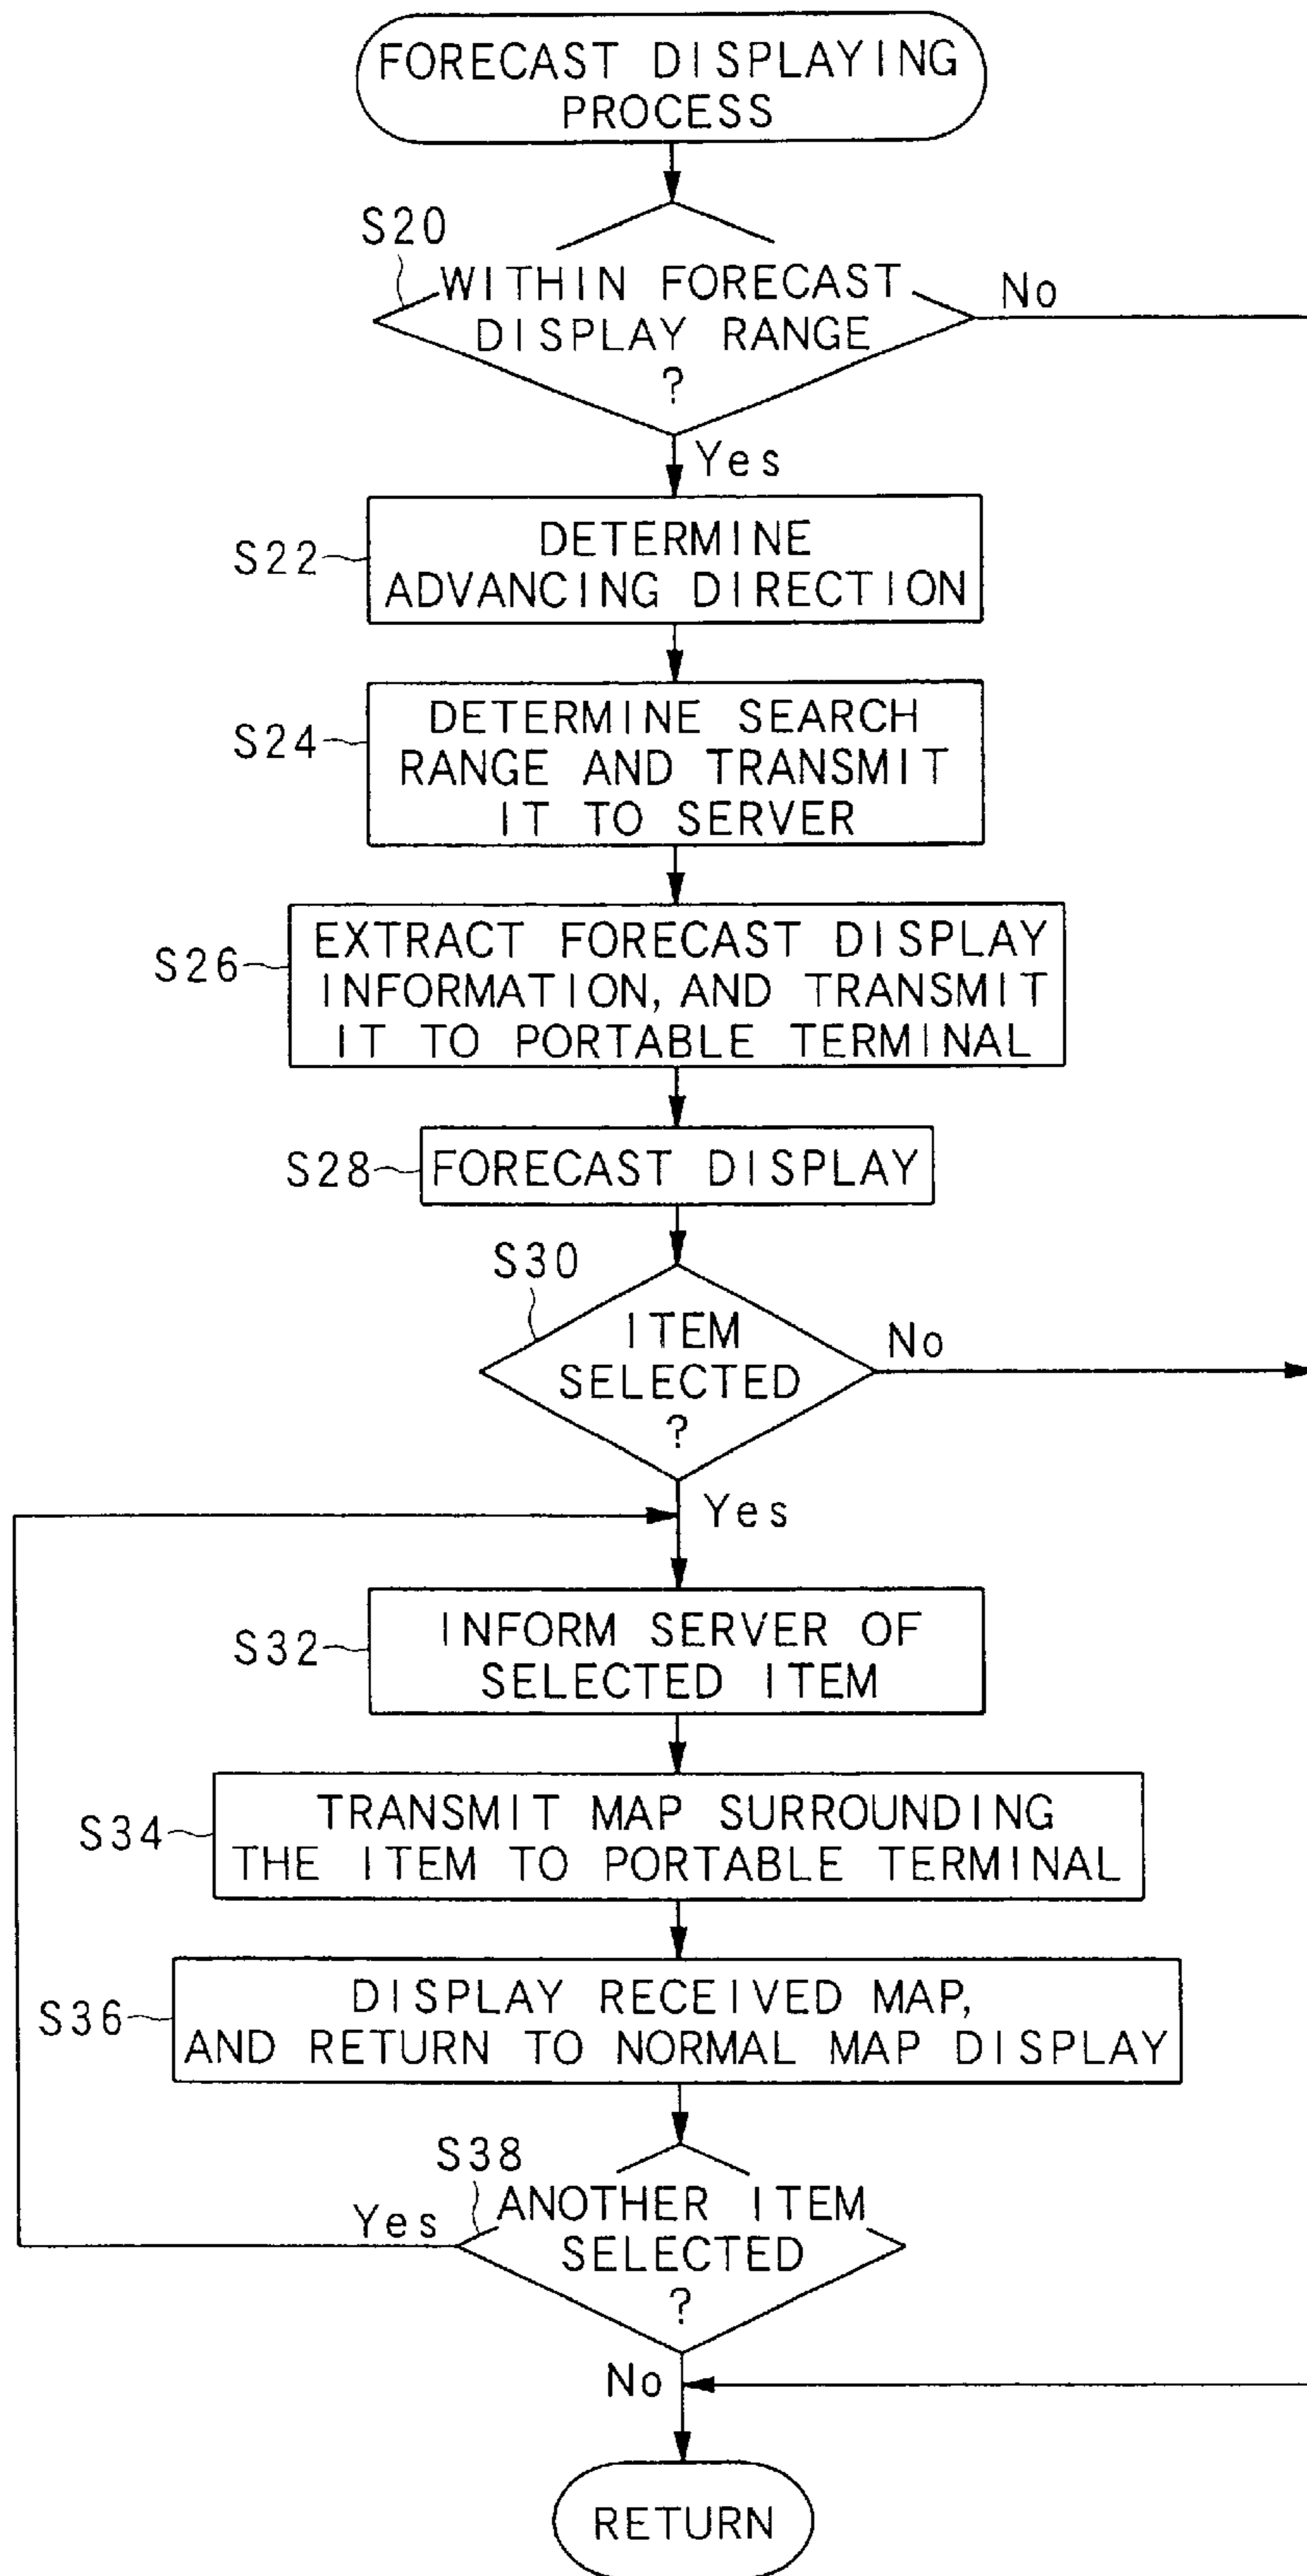 FORECAST DISPLAYING
PROCESS
S20
WITHIN FORECAST
DISPLAY RANGE
?
No
Yes
S22
DETERMINE
ADVANCING DIRECTION
S24
DETERMINE SEARCH
RANGE AND TRANSMIT
IT TO SERVER
S26
EXTRACT FORECAST DISPLAY
INFORMATION, AND TRANSMIT
IT TO PORTABLE TERMINAL
S28
FORECAST DISPLAY
S30
ITEM
SELECTED
?
No
Yes
S32
INFORM SERVER OF
SELECTED ITEM
S34
TRANSMIT MAP SURROUNDING
THE ITEM TO PORTABLE TERMINAL
S36
DISPLAY RECEIVED MAP,
AND RETURN TO NORMAL MAP DISPLAY
S38
ANOTHER ITEM
SELECTED
?
Yes
No
RETURN